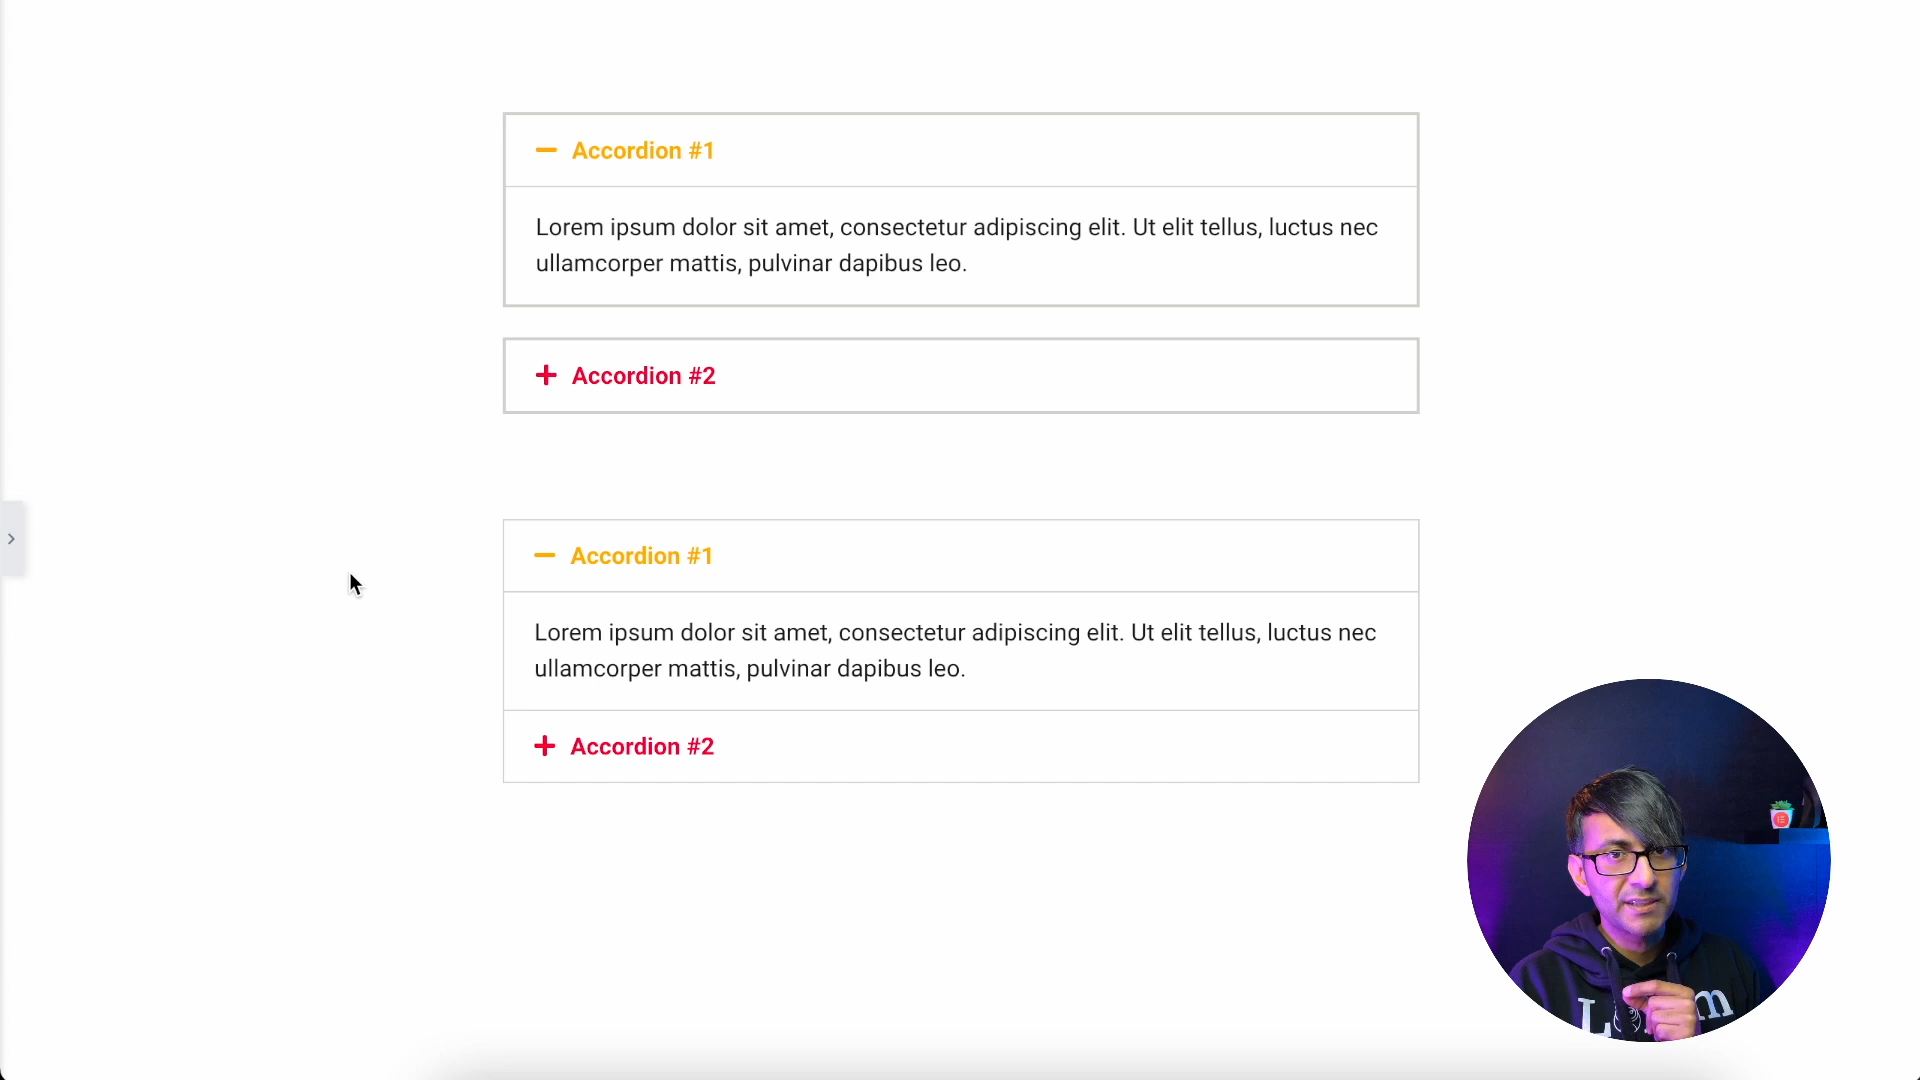 Accordion #1
Lorem ipsum dolor sit amet, consectetur adipiscing elit. Ut elit tellus, luctus nec
ullamcorper mattis, pulvinar dapibus leo.
Accordion #2
Accordion #1
Lorem ipsum dolor sit amet, consectetur adipiscing elit. Ut elit tellus, luctus nec
ullamcorper mattis, pulvinar dapibus leo.
Accordion #2